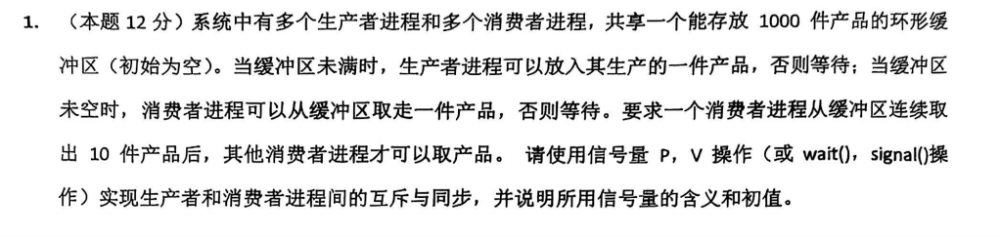 1. （本题 12 分）系统中有多个生产者进程和多个消费者进程，共享一个能存放 1000 件产品的环形缓
冲区（初始为空）。当缓冲区未满时，生产者进程可以放入其生产的一件产品，否则等待；当缓冲区
未空时，消费者进程可以从缓冲区取走一件产品，否则等待。要求一个消费者进程从缓冲区连续取
出 10 件产品后，其他消费者进程才可以取产品。 请使用信号量 P，V 操作（或 wait()，signal()操
作）实现生产者和消费者进程间的互斥与同步，并说明所用信号量的含义和初值。